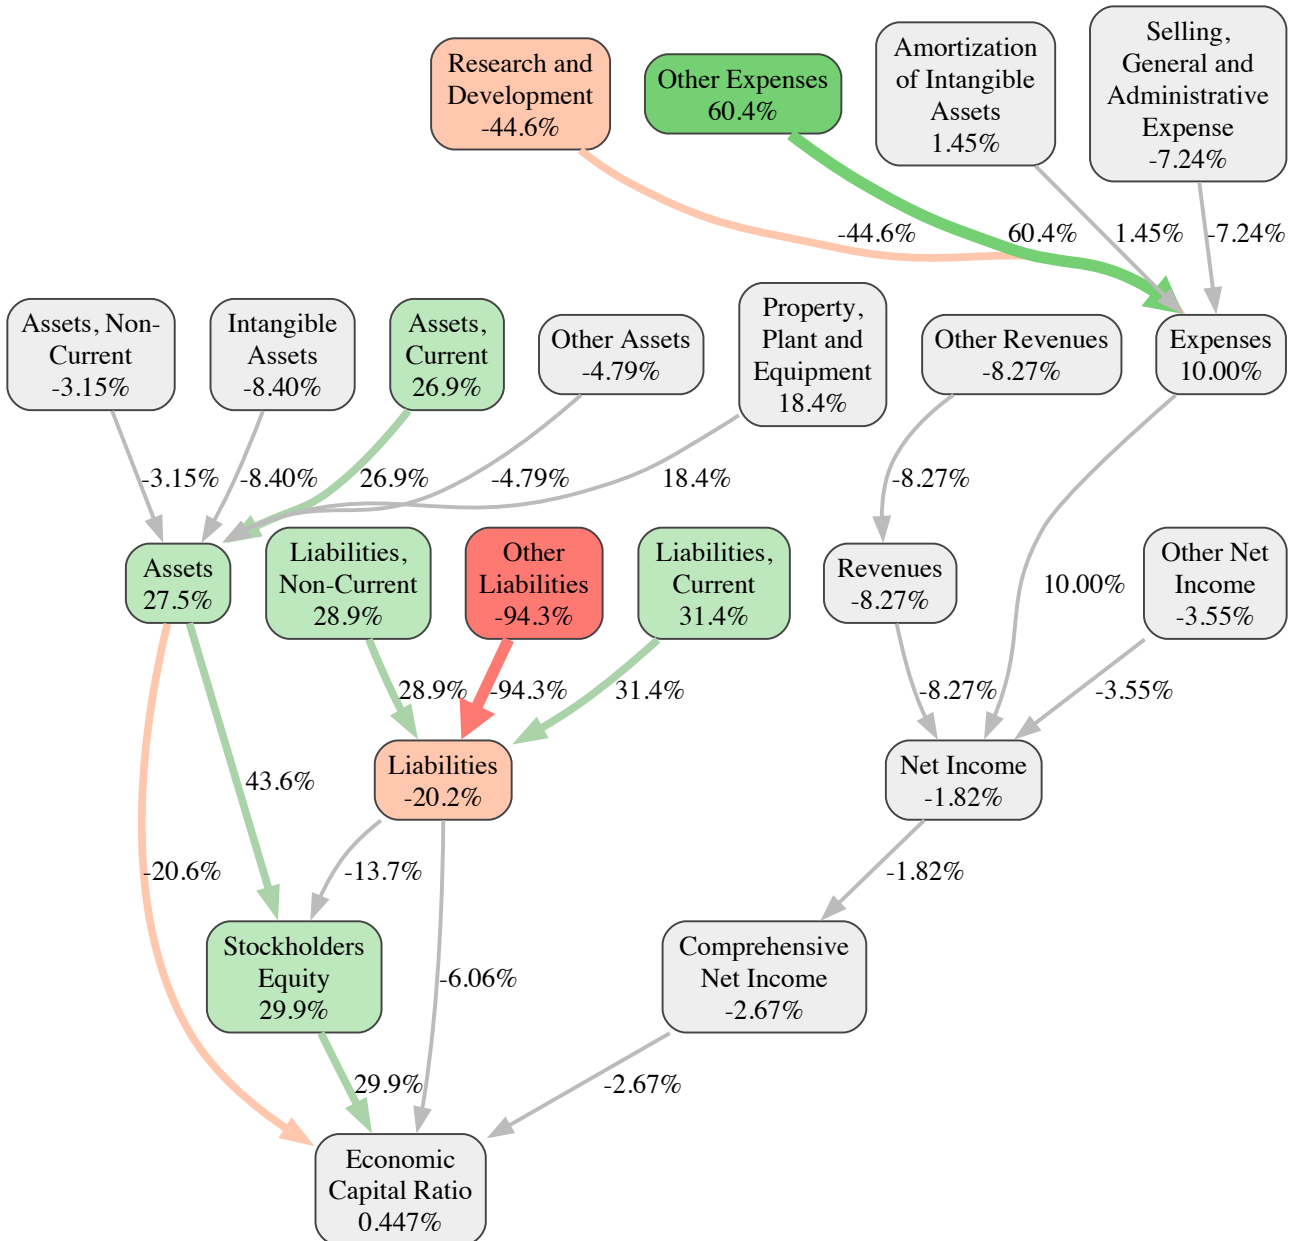 Research and
Development
-44.6%
Other Expenses
60.4%
Amortization
of Intangible
Assets
1.45%
Selling,
General and
Administrative
Expense
-7.24%
-44.6%
60.4%
1.45%
-7.24%
Assets, Non-
Current
-3.15%
Intangible
Assets
-8.40%
Assets,
Current
26.9%
Other Assets
-4.79%
Property,
Plant and
Equipment
18.4%
Other Revenues
-8.27%
Expenses
10.00%
-3.15%
-8.40%
26.9%
-4.79%
18.4%
-8.27%
Assets
27.5%
Liabilities,
Non-Current
28.9%
Other
Liabilities
-94.3%
Liabilities,
Current
31.4%
Revenues
-8.27%
10.00%
Other Net
Income
-3.55%
28.9%
-94.3%
31.4%
-8.27%
-3.55%
43.6%
Liabilities
-20.2%
Net Income
-1.82%
-20.6%
-13.7%
-1.82%
Stockholders
Equity
29.9%
-6.06%
Comprehensive
Net Income
-2.67%
29.9%
-2.67%
Economic
Capital Ratio
0.447%